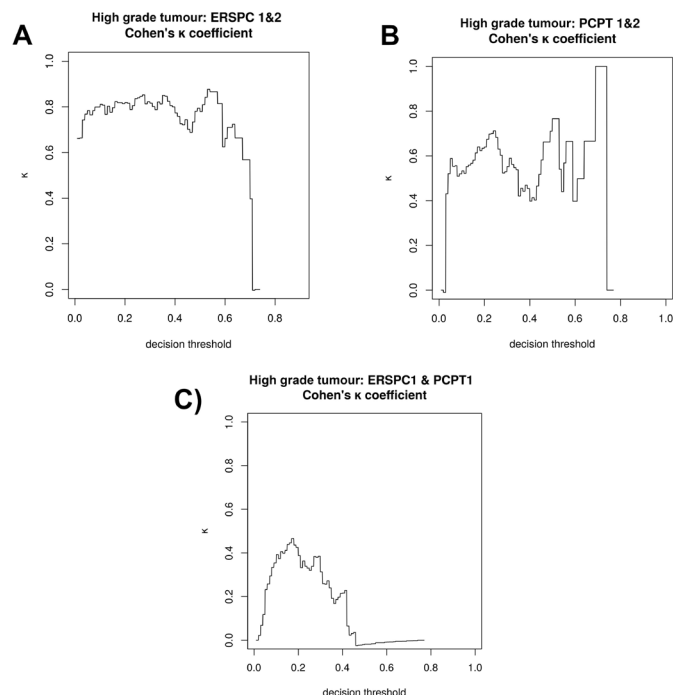 A
High grade tumour: ERSPC 1&2
Cohen's κ coefficient
1.0
0.8
0.6
0.4
0.2
0.0
κ
0.0 0.2 0.4 0.6 0.8
decision threshold
B
High grade tumour: PCPT 1&2
Cohen's κ coefficient
1.0
0.8
0.6
0.4
0.2
0.0
κ
0.0 0.2 0.4 0.6 0.8 1.0
decision threshold
C)
High grade tumour: ERSPC1 & PCPT1
Cohen's κ coefficient
1.0
0.8
0.6
0.4
0.2
0.0
κ
0.0 0.2 0.4 0.6 0.8 1.0
decision threshold